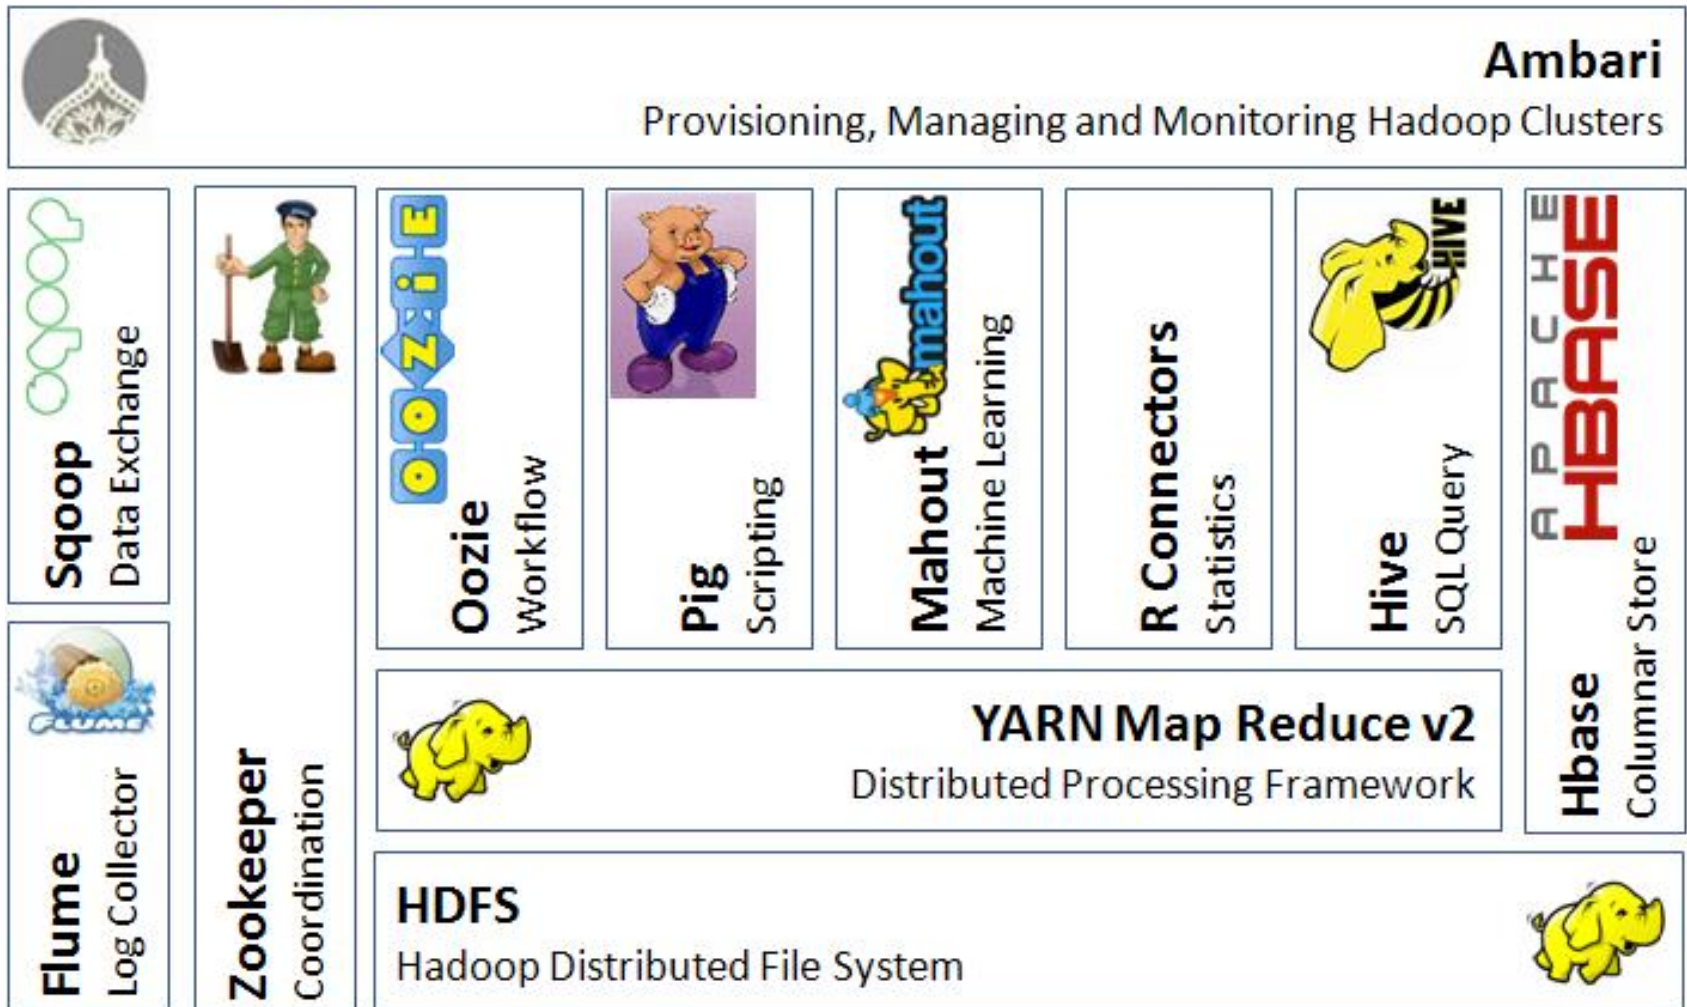 Ambari
Provisioning, Managing and Monitoring Hadoop Clusters
sqoop
Sqoop
Data Exchange
FLUME
Flume
Log Collector
Zookeeper
Coordination
OOZIE
Oozie
Workflow
Pig
Scripting
mahout
Mahout
Machine Learning
R Connectors
Statistics
HIVE
Hive
SQL Query
APACHE
HBASE
Hbase
Columnar Store
YARN Map Reduce v2
Distributed Processing Framework
HDFS
Hadoop Distributed File System